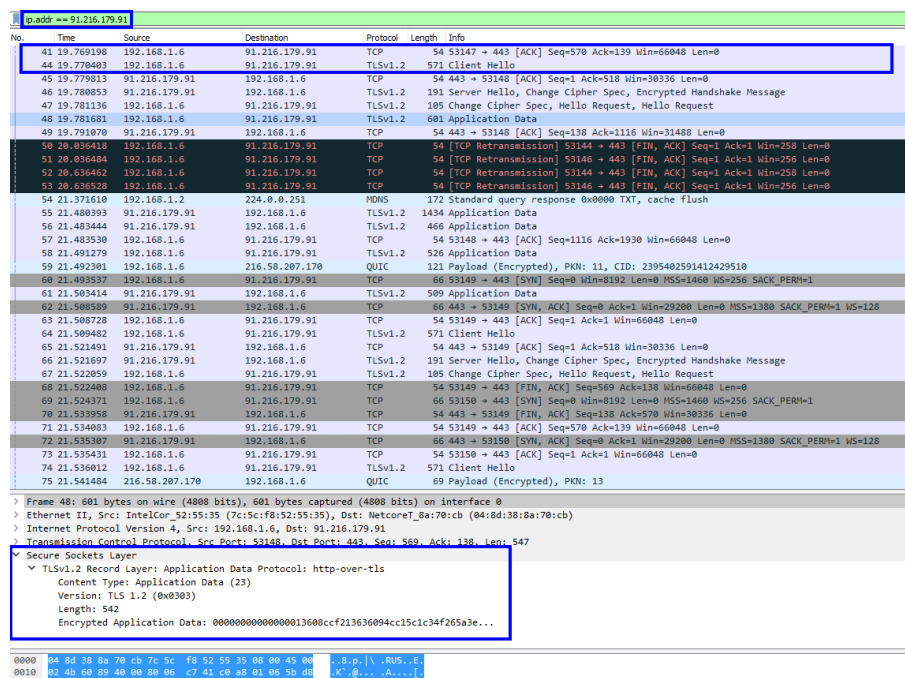 ip.addr == 91.216.179.91
No. Time Source Destination Protocol Length Info
41 19.769198 192.168.1.6 91.216.179.91 TCP 54 53147 → 443 [ACK] Seq=570 Ack=139 Win=66048 Len=0
44 19.770403 192.168.1.6 91.216.179.91 TLSv1.2 571 Client Hello
45 19.779813 91.216.179.91 192.168.1.6 TCP 54 443 → 53148 [ACK] Seq=1 Ack=518 Win=30336 Len=0
46 19.780853 91.216.179.91 192.168.1.6 TLSv1.2 191 Server Hello, Change Cipher Spec, Encrypted Handshake Message
47 19.781136 192.168.1.6 91.216.179.91 TLSv1.2 105 Change Cipher Spec, Hello Request, Hello Request
48 19.781681 192.168.1.6 91.216.179.91 TLSv1.2 601 Application Data
49 19.791070 91.216.179.91 192.168.1.6 TCP 54 443 → 53148 [ACK] Seq=138 Ack=1116 Win=31488 Len=0
50 20.036418 192.168.1.6 91.216.179.91 TCP 54 [TCP Retransmission] 53144 → 443 [FIN, ACK] Seq=1 Ack=1 Win=258 Len=0
51 20.036484 192.168.1.6 91.216.179.91 TCP 54 [TCP Retransmission] 53146 → 443 [FIN, ACK] Seq=1 Ack=1 Win=256 Len=0
52 20.636462 192.168.1.6 91.216.179.91 TCP 54 [TCP Retransmission] 53144 → 443 [FIN, ACK] Seq=1 Ack=1 Win=258 Len=0
53 20.636528 192.168.1.6 91.216.179.91 TCP 54 [TCP Retransmission] 53146 → 443 [FIN, ACK] Seq=1 Ack=1 Win=256 Len=0
54 21.371610 192.168.1.2 224.0.0.251 MDNS 172 Standard query response 0x0000 TXT, cache flush
55 21.480393 91.216.179.91 192.168.1.6 TLSv1.2 1434 Application Data
56 21.483444 91.216.179.91 192.168.1.6 TLSv1.2 466 Application Data
57 21.483530 192.168.1.6 91.216.179.91 TCP 54 53148 → 443 [ACK] Seq=1116 Ack=1930 Win=66048 Len=0
58 21.491279 192.168.1.6 91.216.179.91 TLSv1.2 526 Application Data
59 21.492301 192.168.1.6 216.58.207.170 QUIC 121 Payload (Encrypted), PKN: 11, CID: 2395402591412429510
60 21.493537 192.168.1.6 91.216.179.91 TCP 66 53149 → 443 [SYN] Seq=0 Win=8192 Len=0 MSS=1460 WS=256 SACK_PERM=1
61 21.503414 91.216.179.91 192.168.1.6 TLSv1.2 509 Application Data
62 21.508589 91.216.179.91 192.168.1.6 TCP 66 443 → 53149 [SYN, ACK] Seq=0 Ack=1 Win=29200 Len=0 MSS=1380 SACK_PERM=1 WS=128
63 21.508728 192.168.1.6 91.216.179.91 TCP 54 53149 → 443 [ACK] Seq=1 Ack=1 Win=66048 Len=0
64 21.509482 192.168.1.6 91.216.179.91 TLSv1.2 571 Client Hello
65 21.521491 91.216.179.91 192.168.1.6 TCP 54 443 → 53149 [ACK] Seq=1 Ack=518 Win=30336 Len=0
66 21.521697 91.216.179.91 192.168.1.6 TLSv1.2 191 Server Hello, Change Cipher Spec, Encrypted Handshake Message
67 21.522059 192.168.1.6 91.216.179.91 TLSv1.2 105 Change Cipher Spec, Hello Request, Hello Request
68 21.522408 192.168.1.6 91.216.179.91 TCP 54 53149 → 443 [FIN, ACK] Seq=569 Ack=138 Win=66048 Len=0
69 21.524371 192.168.1.6 91.216.179.91 TCP 66 53150 → 443 [SYN] Seq=0 Win=8192 Len=0 MSS=1460 WS=256 SACK_PERM=1
70 21.533958 91.216.179.91 192.168.1.6 TCP 54 443 → 53149 [FIN, ACK] Seq=138 Ack=570 Win=30336 Len=0
71 21.534083 192.168.1.6 91.216.179.91 TCP 54 53149 → 443 [ACK] Seq=570 Ack=139 Win=66048 Len=0
72 21.535307 91.216.179.91 192.168.1.6 TCP 66 443 → 53150 [SYN, ACK] Seq=0 Ack=1 Win=29200 Len=0 MSS=1380 SACK_PERM=1 WS=128
73 21.535431 192.168.1.6 91.216.179.91 TCP 54 53150 → 443 [ACK] Seq=1 Ack=1 Win=66048 Len=0
74 21.536012 192.168.1.6 91.216.179.91 TLSv1.2 571 Client Hello
75 21.541484 216.58.207.170 192.168.1.6 QUIC 69 Payload (Encrypted), PKN: 13
Frame 48: 601 bytes on wire (4808 bits), 601 bytes captured (4808 bits) on interface 0
Ethernet II, Src: IntelCor_52:55:35 (7c:5c:f8:52:55:35), Dst: NetcoreT_8a:70:cb (04:8d:38:8a:70:cb)
Internet Protocol Version 4, Src: 192.168.1.6, Dst: 91.216.179.91
Transmission Control Protocol, Src Port: 53148, Dst Port: 443, Seq: 569, Ack: 138, Len: 547
Secure Sockets Layer
TLSv1.2 Record Layer: Application Data Protocol: http-over-tls
Content Type: Application Data (23)
Version: TLS 1.2 (0x0303)
Length: 542
Encrypted Application Data: 00000000000000013608ccf213636094cc15c1c34f265a3e...
0000 04 8d 38 8a 70 cb 7c 5c f8 52 55 35 08 00 45 00 ..8.p.|\ .RU5..E.
0010 02 4b 60 89 40 00 80 06 c7 41 c0 a8 01 06 5b d8 .K`.@... .A....[.